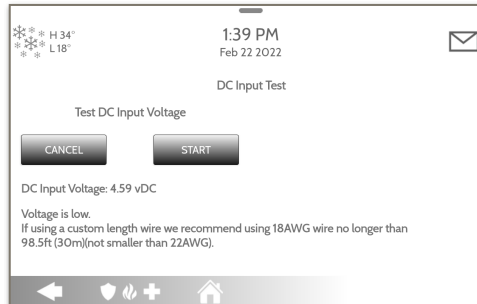 H 34°
L 18°
1:39 PM
Feb 22 2022
DC Input Test
Test DC Input Voltage
CANCEL
START
DC Input Voltage: 4.59 vDC
Voltage is low.
If using a custom length wire we recommend using 18AWG wire no longer than
98.5ft (30m)(not smaller than 22AWG).